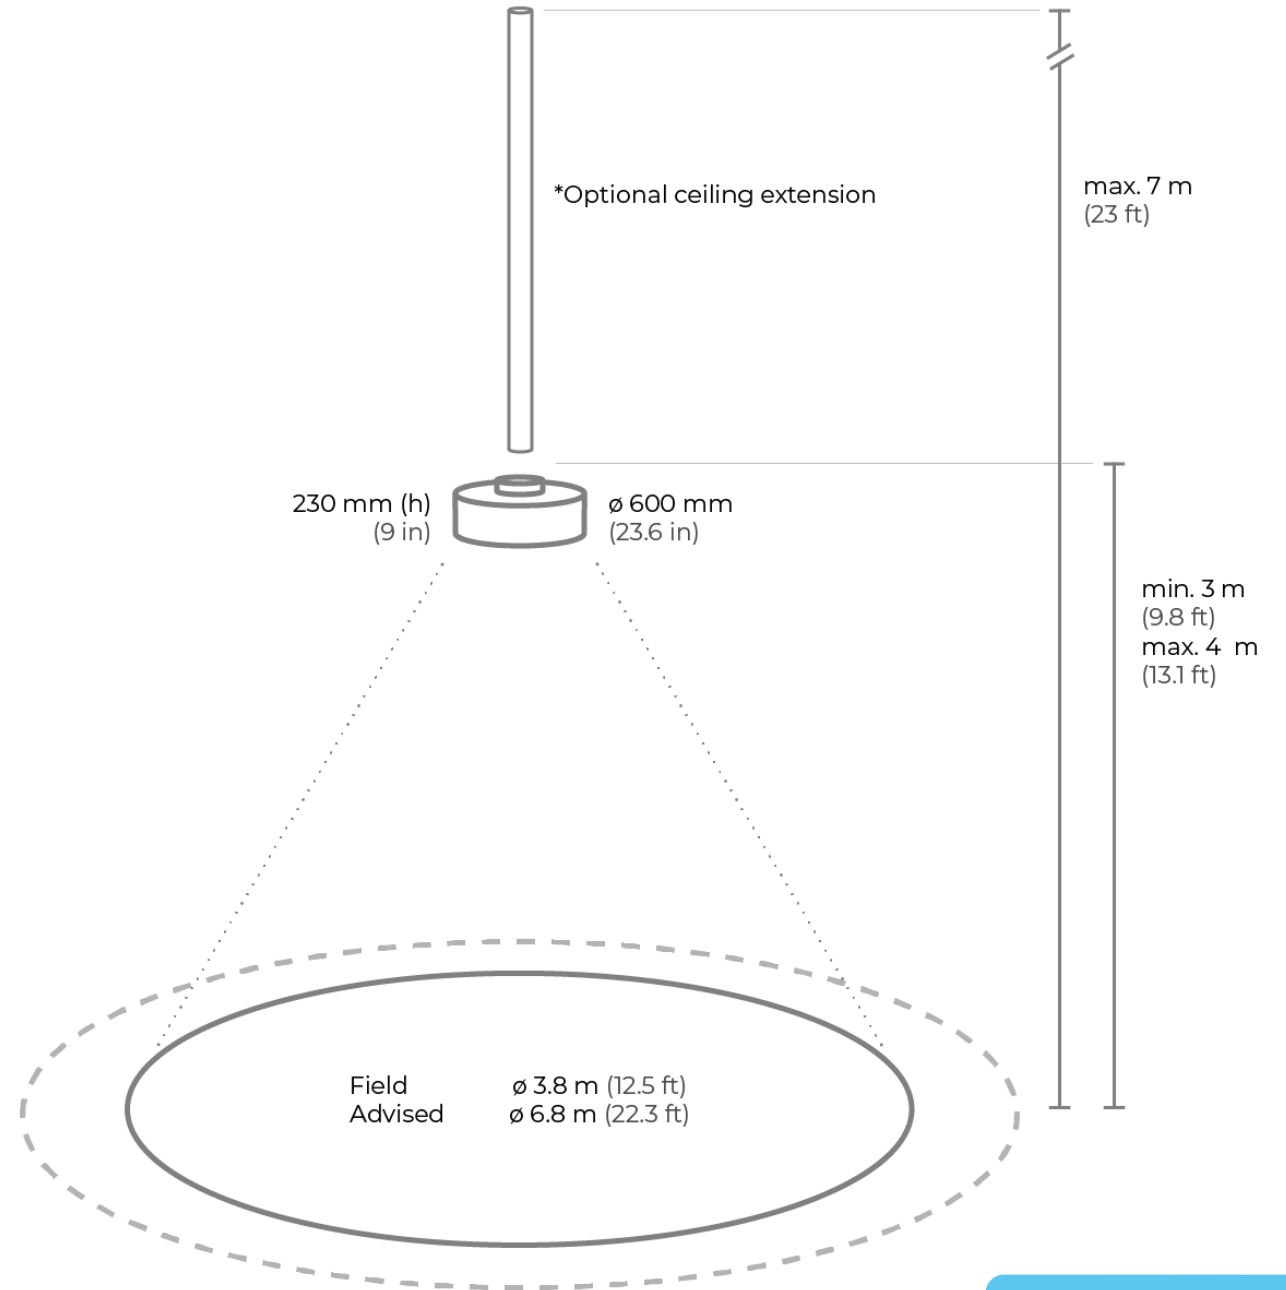 *Optional ceiling extension
max. 7 m
(23 ft)
230 mm (h)
(9 in)
ø 600 mm
(23.6 in)
min. 3 m
(9.8 ft)
max. 4  m
(13.1 ft)
Field ø 3.8 m (12.5 ft)
Advised ø 6.8 m (22.3 ft)